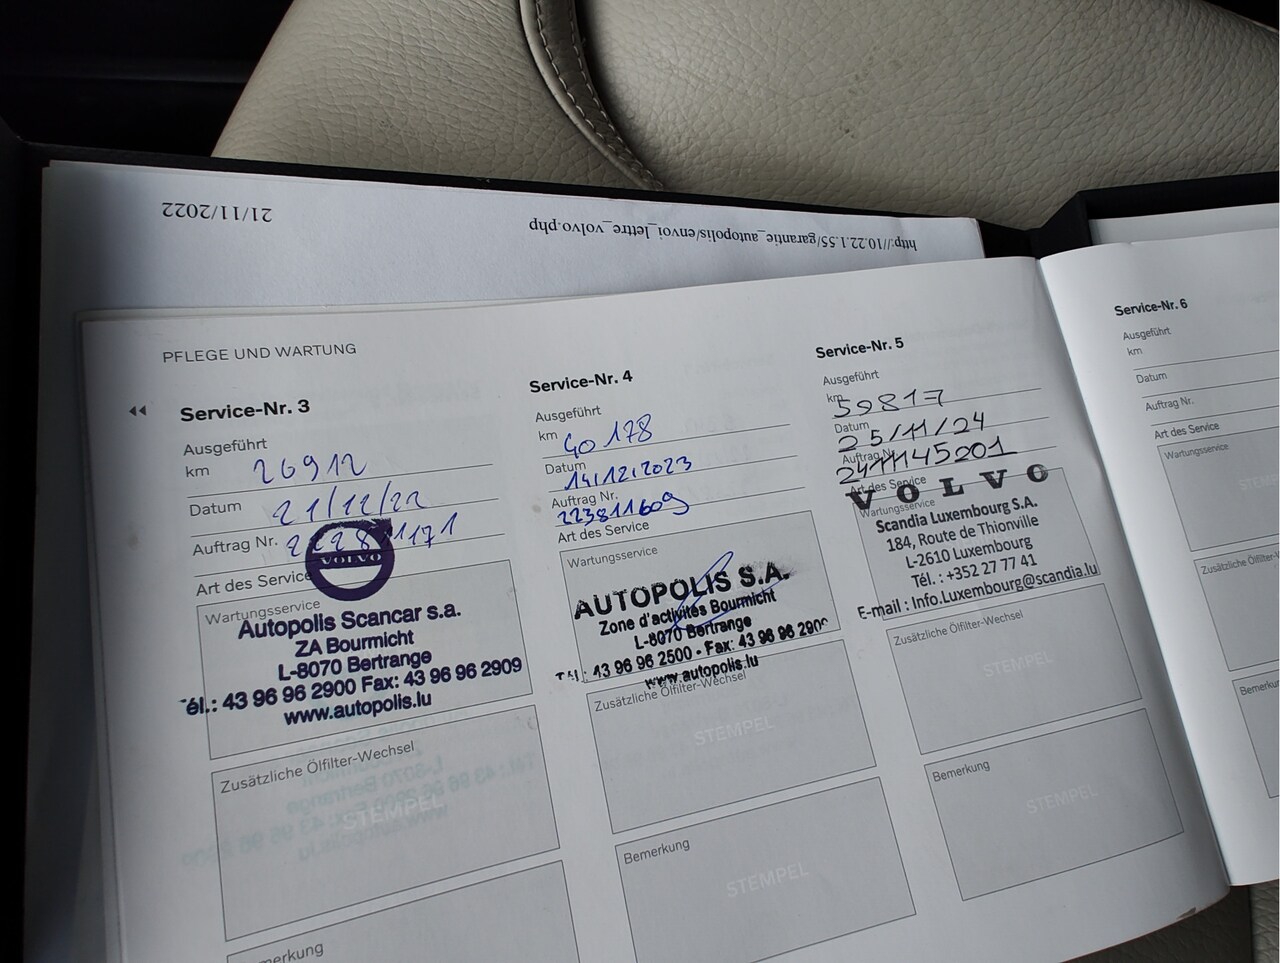 21/11/2022
http://10.22.1.55/garantie_autopolis/envoi_lettre_volvo.php
PFLEGE UND WARTUNG
Service-Nr. 3
Ausgeführt
km 26912
Datum 21/12/22
Auftrag Nr.
Art des Service
VOLVO
Wartungsservice
Autopolis Scancar s.a.
ZA Bourmicht
L-8070 Bertrange
Tél.: 43 96 96 2900 Fax: 43 96 96 2909
www.autopolis.lu
Zusätzliche Ölfilter-Wechsel
STEMPEL
Bemerkung
Service-Nr. 4
Ausgeführt
km 40178
Datum 14/12/2023
Auftrag Nr. 223811609
Art des Service
Wartungsservice
AUTOPOLIS S.A.
Zone d'activités Bourmicht
L-8070 Bertrange
Tél.: 43 96 96 2500 - Fax: 43 96 96 2909
www.autopolis.lu
Zusätzliche Ölfilter-Wechsel
STEMPEL
Bemerkung
STEMPEL
Service-Nr. 5
Ausgeführt
km 59817
Datum 25/11/24
Auftrag Nr. 2411145201
Art des Service
VOLVO
Wartungsservice
Scandia Luxembourg S.A.
184, Route de Thionville
L-2610 Luxembourg
Tél. : +352 27 77 41
E-mail : Info.Luxembourg@scandia.lu
Zusätzliche Ölfilter-Wechsel
STEMPEL
Bemerkung
STEMPEL
Service-Nr. 6
Ausgeführt
km
Datum
Auftrag Nr.
Art des Service
Wartungsservice
Zusätzliche Ölfilter-